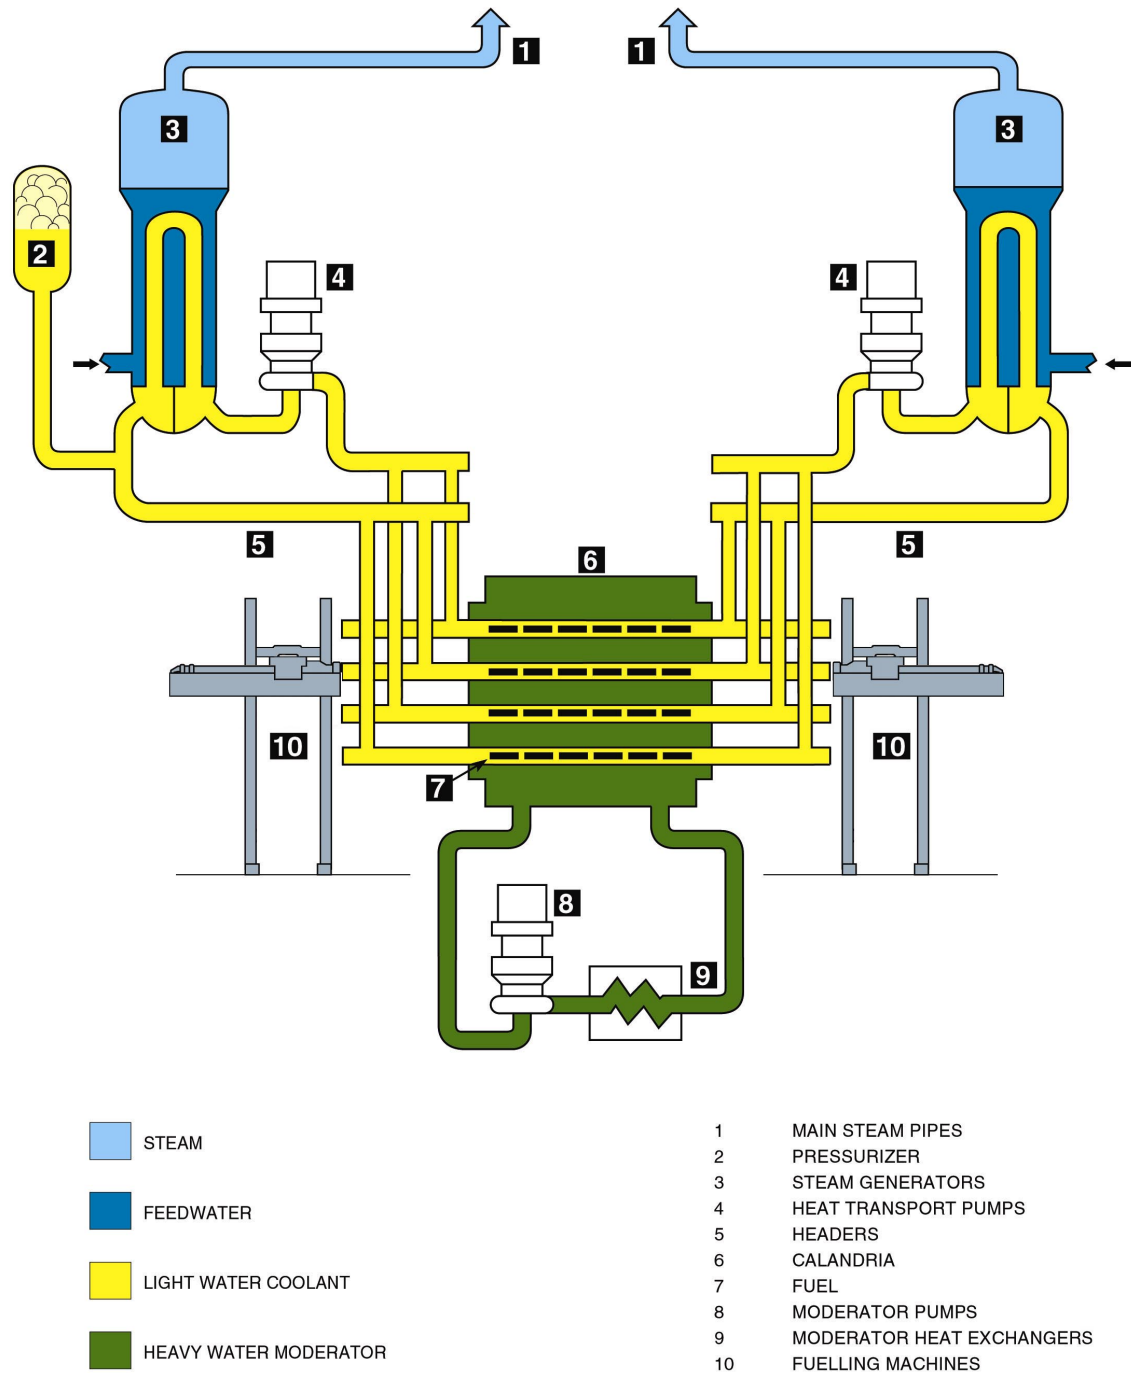 1
1
3
3
2
4
4
5
5
6
10
10
7
8
9
STEAM
FEEDWATER
LIGHT WATER COOLANT
HEAVY WATER MODERATOR
1 MAIN STEAM PIPES
2 PRESSURIZER
3 STEAM GENERATORS
4 HEAT TRANSPORT PUMPS
5 HEADERS
6 CALANDRIA
7 FUEL
8 MODERATOR PUMPS
9 MODERATOR HEAT EXCHANGERS
10 FUELLING MACHINES